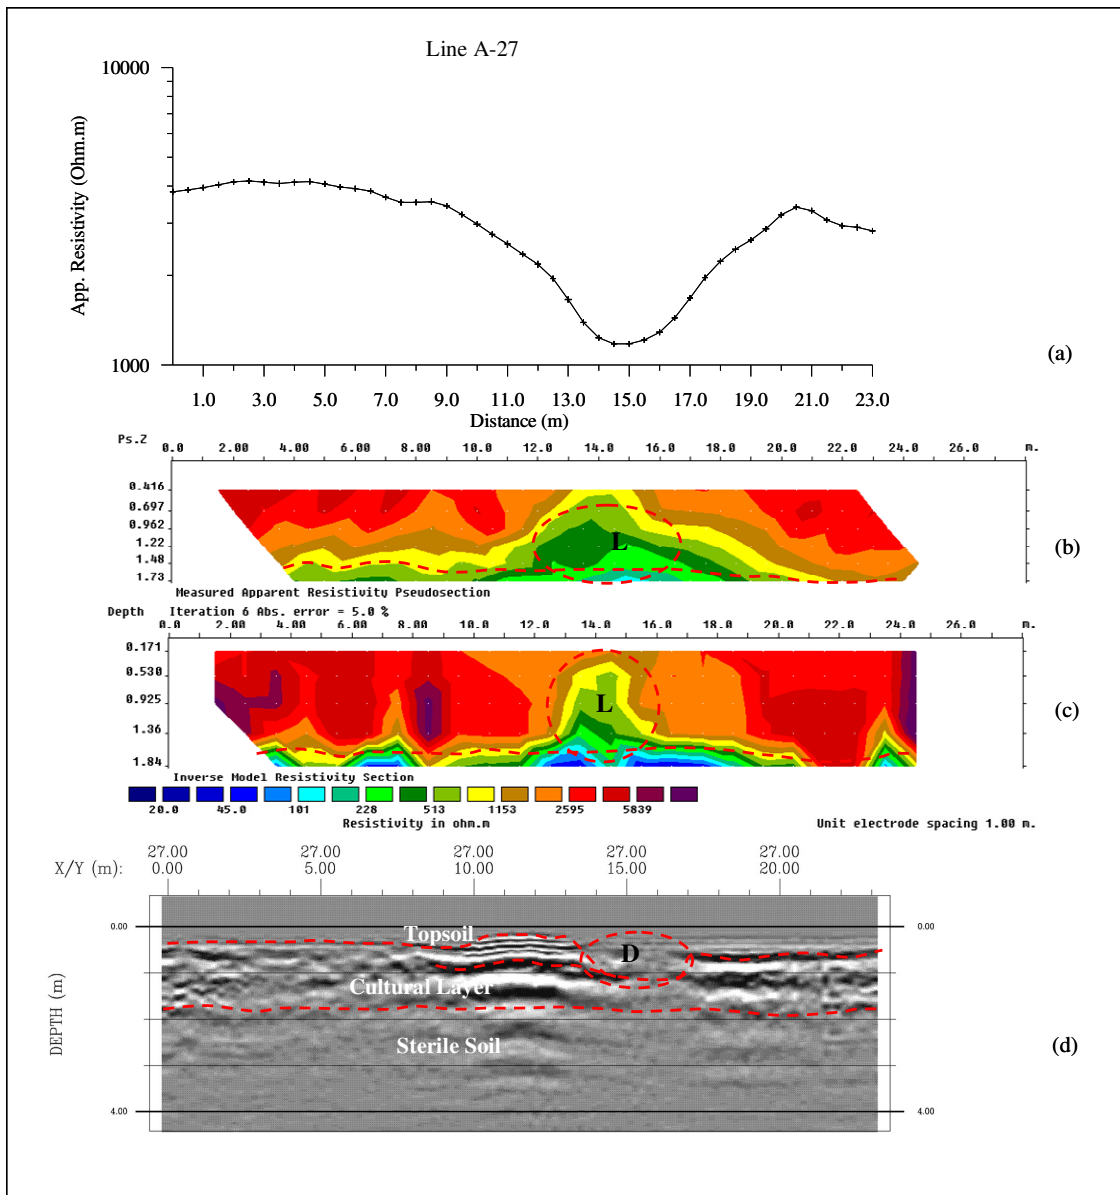 Line A-27
10000
App. Resistivity (Ohm.m)
1000
(a)
1.0 3.0 5.0 7.0 9.0 11.0 13.0 15.0 17.0 19.0 21.0 23.0
Distance (m)
Ps.Z
0.0 2.00 4.00 6.00 8.00 10.0 12.0 14.0 16.0 18.0 20.0 22.0 24.0 26.0 m.
0.416
0.697
0.962
1.22
1.48
1.73
L
(b)
Measured Apparent Resistivity Pseudosection
Depth Iteration 6 Abs. error = 5.0 %
0.0 2.0 4.0 6.0 8.0 10.0 12.0 14.0 16.0 18.0 20.0 22.0 24.0 26.0 m.
0.171
0.530
0.925
1.36
1.84
L
(c)
Inverse Model Resistivity Section
20.0 45.0 101 228 513 1153 2595 5839
Resistivity in ohm.m
Unit electrode spacing 1.00 m.
27.00 27.00 27.00 27.00 27.00
X/Y (m): 0.00 5.00 10.00 15.00 20.00
0.00 0.00
Topsoil
D
Cultural Layer
DEPTH (m)
Sterile Soil
(d)
4.00 4.00